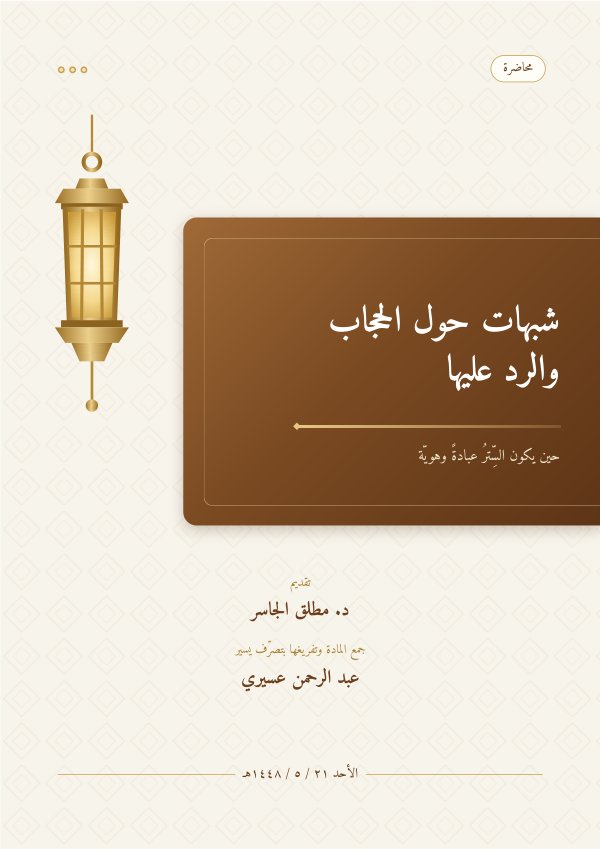 محاضرة
شبهات حول الحجاب
والرد عليها
حين يكون السِّترُ عبادةً وهويّة
تقديم
د. مطلق الجاسر
جمع المادة وتفريغها بتصرّف يسير
عبد الرحمن عسيري
الأحد ٢١ / ٥ / ١٤٤٨هـ